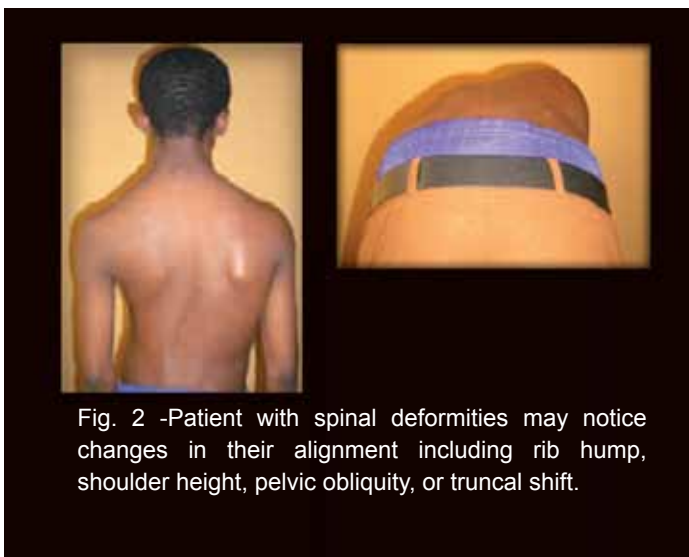 Fig. 2 -Patient with spinal deformities may notice
changes in their alignment including rib hump,
shoulder height, pelvic obliquity, or truncal shift.